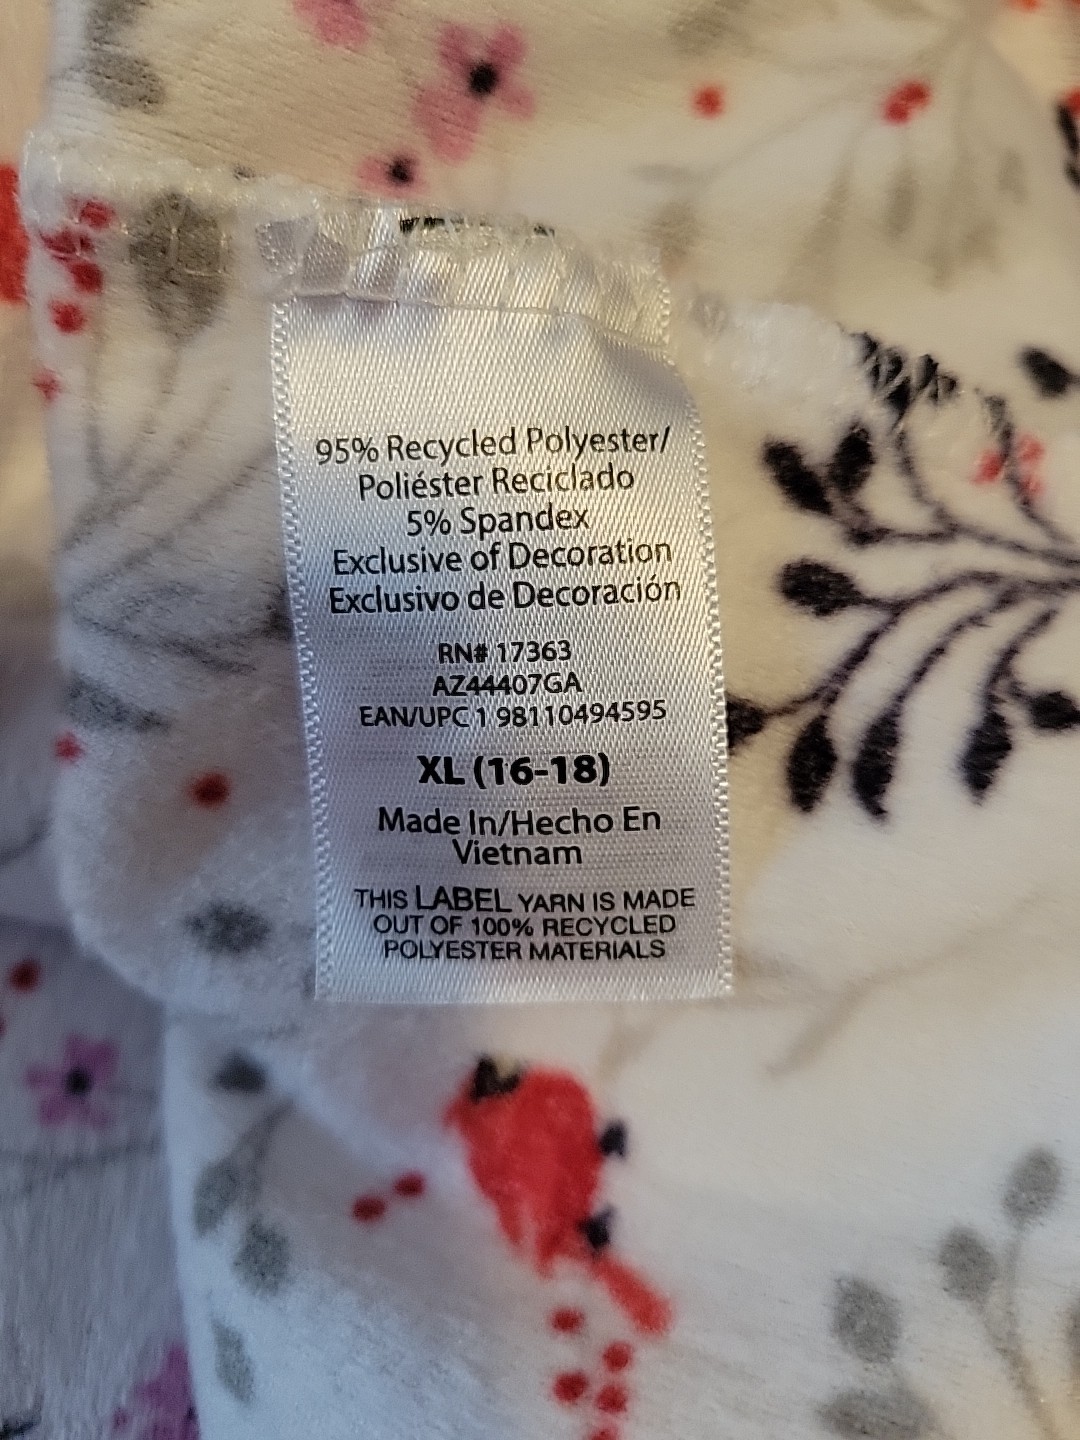 95% Recycled Polyester/
Poliéster Reciclado
5% Spandex
Exclusive of Decoration
Exclusivo de Decoración
RN# 17363
AZ44407GA
EAN/UPC 1 98110494595
XL (16-18)
Made In/Hecho En
Vietnam
THIS LABEL YARN IS MADE
OUT OF 100% RECYCLED
POLYESTER MATERIALS